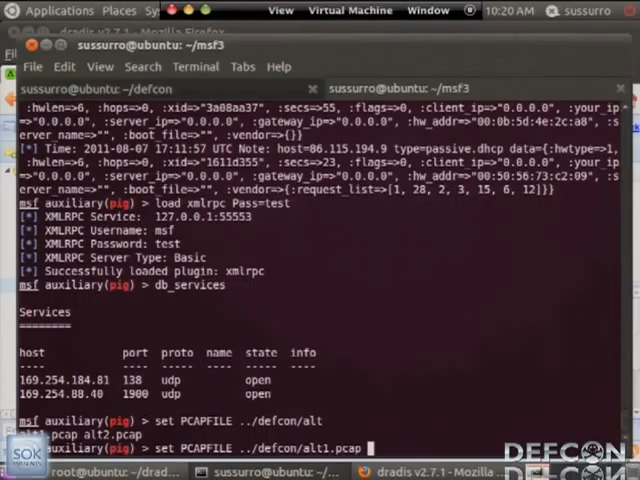 Applications Places Sy
View Virtual Machine Window
10:20 AM sussurro
dradis v2.7.1 - Mozilla Firefox
sussurro@ubuntu: ~/msf3
File Edit View Search Terminal Tabs Help
sussurro@ubuntu: ~/defcon
sussurro@ubuntu: ~/msf3
:hwlen=>6, :hops=>0, :xid=>"3a08aa37", :secs=>55, :flags=>0, :client_ip=>"0.0.0.0", :your_ip
=>"0.0.0.0", :server_ip=>"0.0.0.0", :gateway_ip=>"0.0.0.0", :hw_addr=>"00:0b:5d:4e:2c:a8", :s
erver_name=>"", :boot_file=>"", :vendor=>{}}
[*] Time: 2011-08-07 17:11:57 UTC Note: host=86.115.194.9 type=passive.dhcp data={:hwtype=>1,
:hwlen=>6, :hops=>0, :xid=>"1611d355", :secs=>23, :flags=>0, :client_ip=>"0.0.0.0", :your_ip
=>"0.0.0.0", :server_ip=>"0.0.0.0", :gateway_ip=>"0.0.0.0", :hw_addr=>"00:50:56:73:c2:09", :s
erver_name=>"", :boot_file=>"", :vendor=>{:request_list=>[1, 28, 2, 3, 15, 6, 12]}}
msf auxiliary(pig) > load xmlrpc Pass=test
[*] XMLRPC Service: 127.0.0.1:55553
[*] XMLRPC Username: msf
[*] XMLRPC Password: test
[*] XMLRPC Server Type: Basic
[*] Successfully loaded plugin: xmlrpc
msf auxiliary(pig) > db_services
Services
========
host port proto name state info
---- ---- ----- ---- ----- ----
169.254.184.81 138 udp open
169.254.88.40 1900 udp open
msf auxiliary(pig) > set PCAPFILE ../defcon/alt
alt1.pcap alt2.pcap
msf auxiliary(pig) > set PCAPFILE ../defcon/alt1.pcap
SOK
DEFCON
root@ubuntu: ~/drad...
sussurro@ubuntu: ~/...
dradis v2.7.1 - Mozilla ...